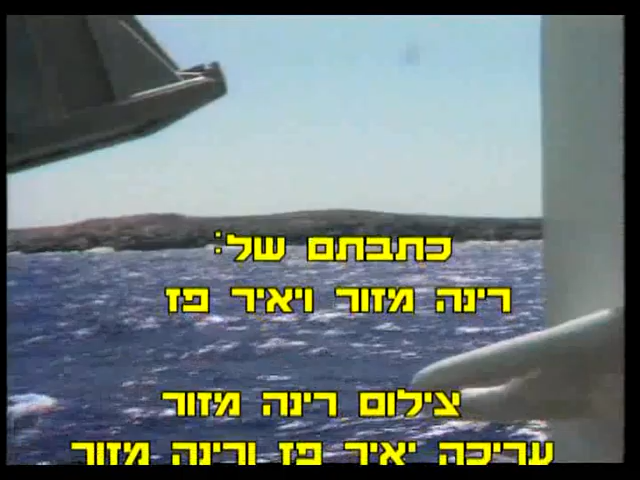 כתבתם של:
רינה מזור ויאיר פז
צילום רינה מזור
עריכה יאיר פז ורינה מזור